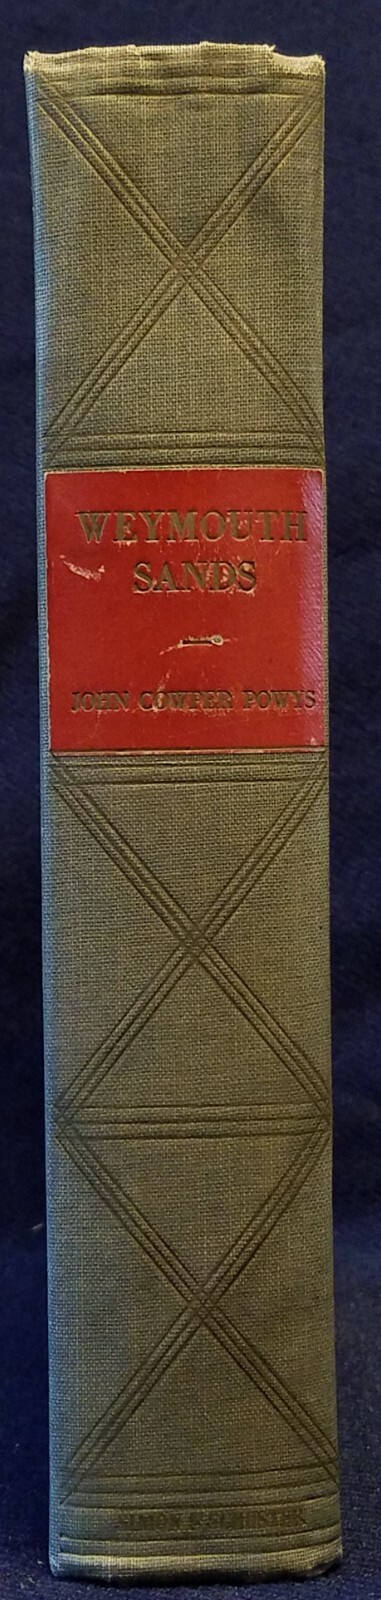 WEYMOUTH
SANDS
JOHN COWPER POWYS
SIMON & SCHUSTER